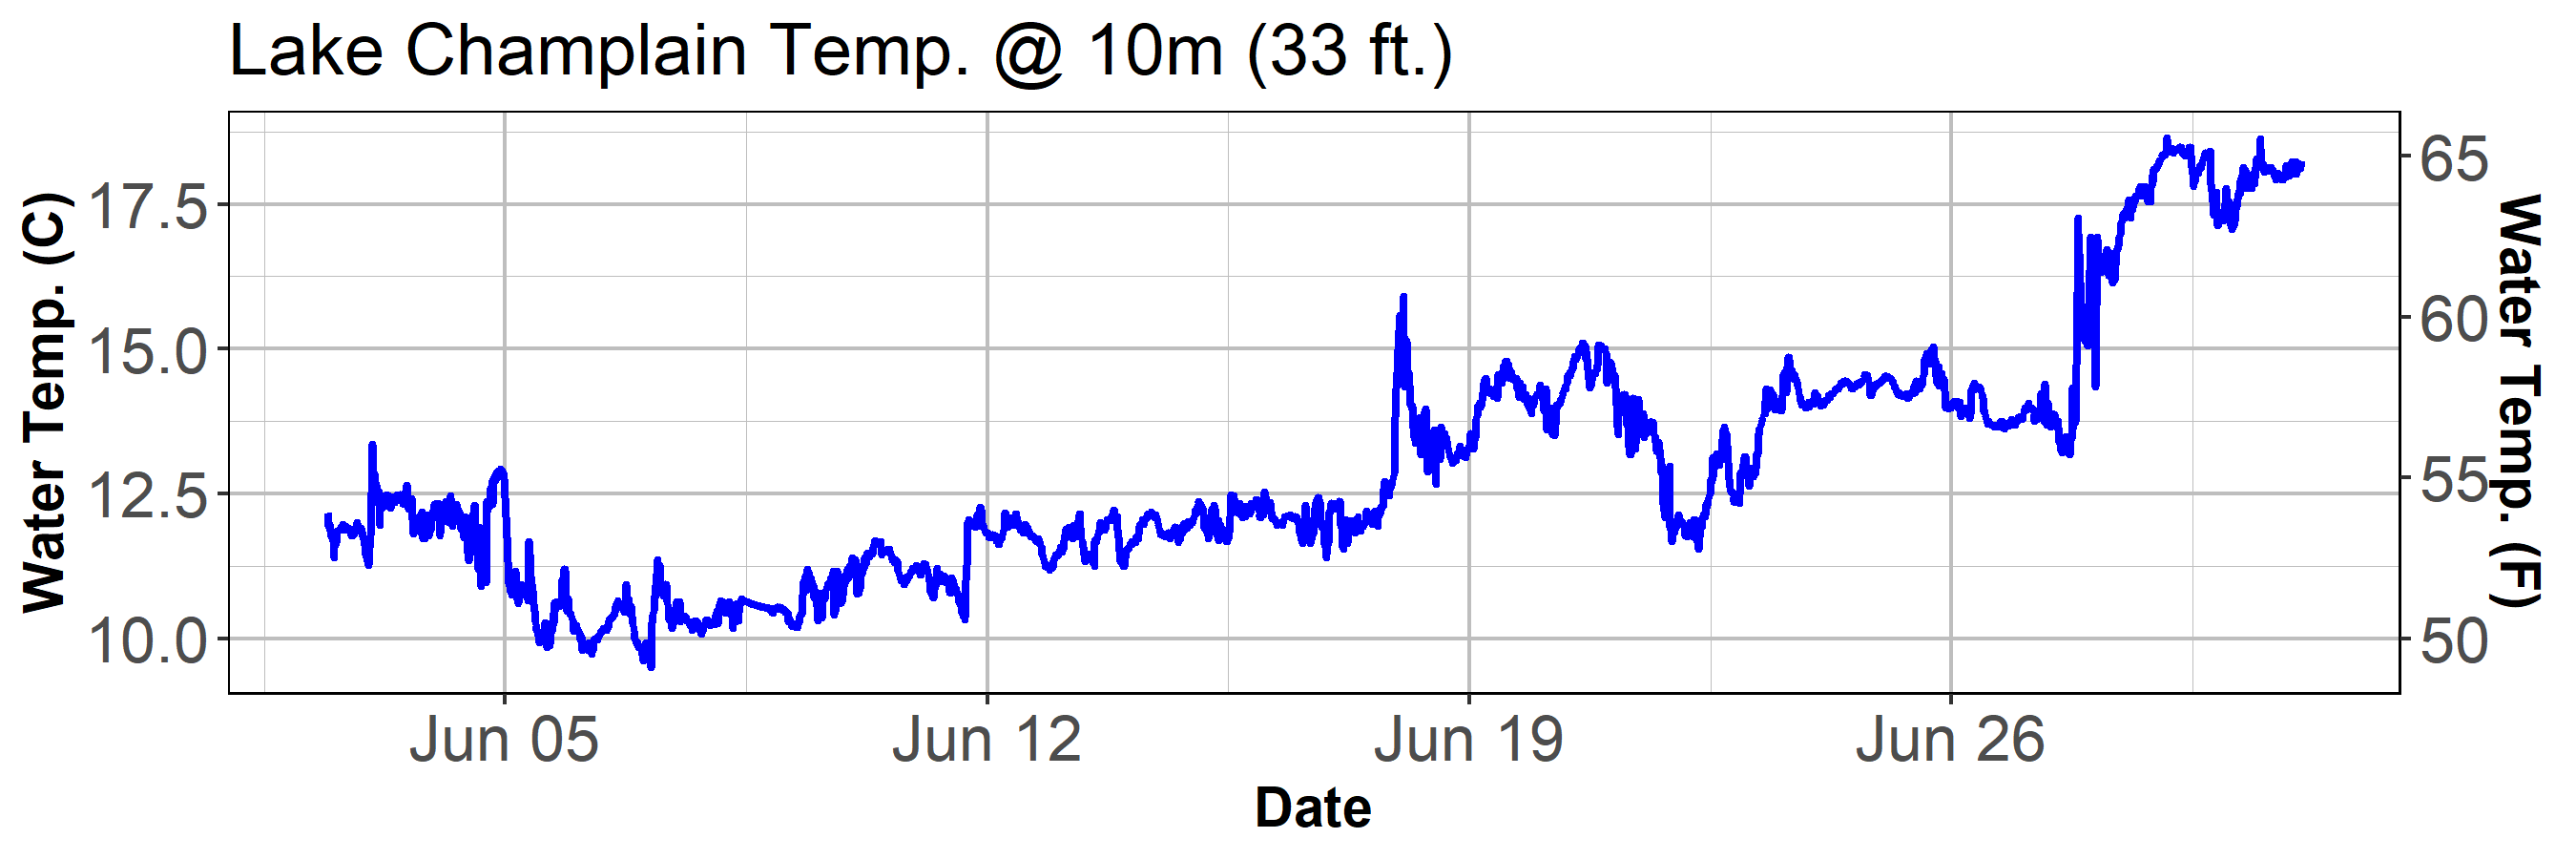 Lake Champlain Temp. @ 10m (33 ft.)
Water Temp. (C)
17.5
15.0
12.5
10.0
65
60
55
50
Water Temp. (F)
Jun 05 Jun 12 Jun 19 Jun 26
Date